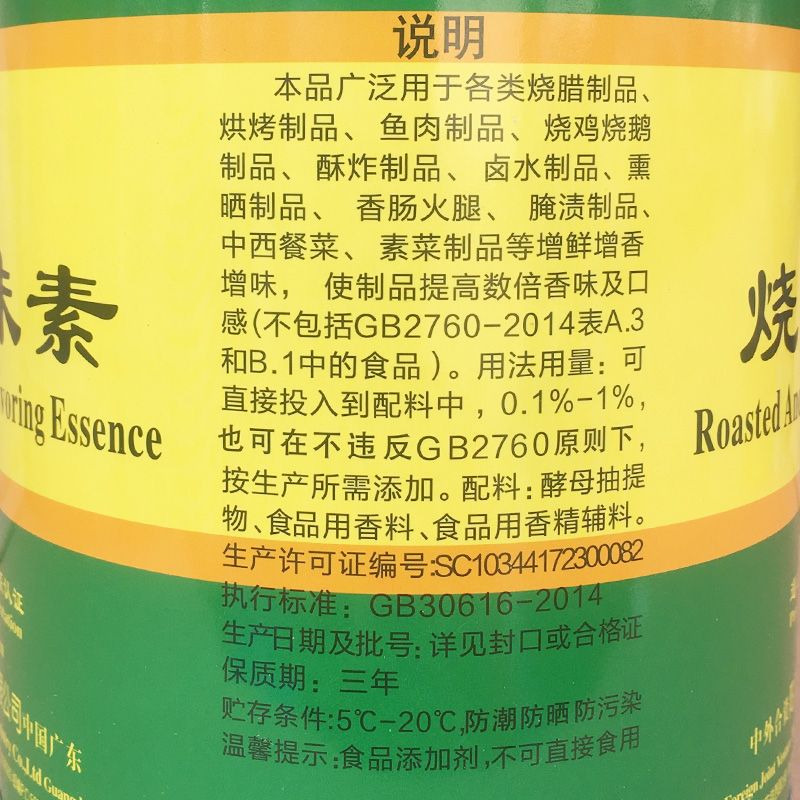 说明
本品广泛用于各类烧腊制品、
烘烤制品、鱼肉制品、烧鸡烧鹅
制品、酥炸制品、卤水制品、熏
晒制品、香肠火腿、腌渍制品、
中西餐菜、素菜制品等增鲜增香
增味，使制品提高数倍香味及口
感(不包括GB2760-2014表A.3
和B.1中的食品)。用法用量：可
直接投入到配料中，0.1%-1%,
也可在不违反GB2760原则下，
按生产所需添加。配料：酵母抽提
物、食品用香料、食品用香精辅料。
生产许可证编号:SC10344172300082
执行标准：GB30616-2014
生产日期及批号：详见封口或合格证
保质期：三年
贮存条件:5℃-20℃,防潮防晒防污染
温馨提示:食品添加剂,不可直接食用
味素
voring Essence
认证
公司中国广东
Co.,Ltd Guang
烧
Roasted An
中外合
Foreign Joint